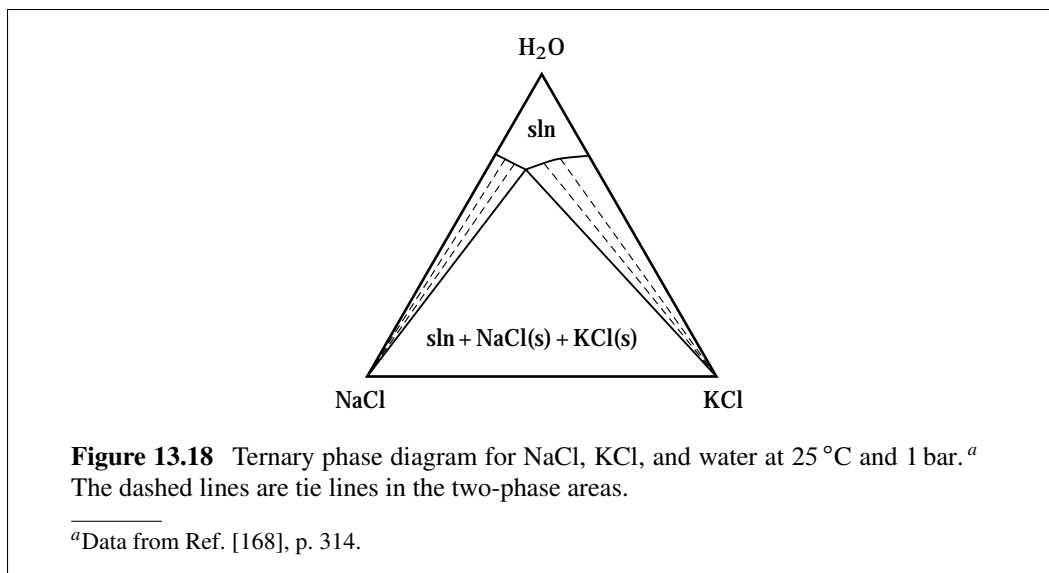 H₂O
sln
sln + NaCl(s) + KCl(s)
NaCl
KCl
Figure 13.18 Ternary phase diagram for NaCl, KCl, and water at 25 °C and 1 bar. ᵃ
The dashed lines are tie lines in the two-phase areas.
ᵃData from Ref. [168], p. 314.